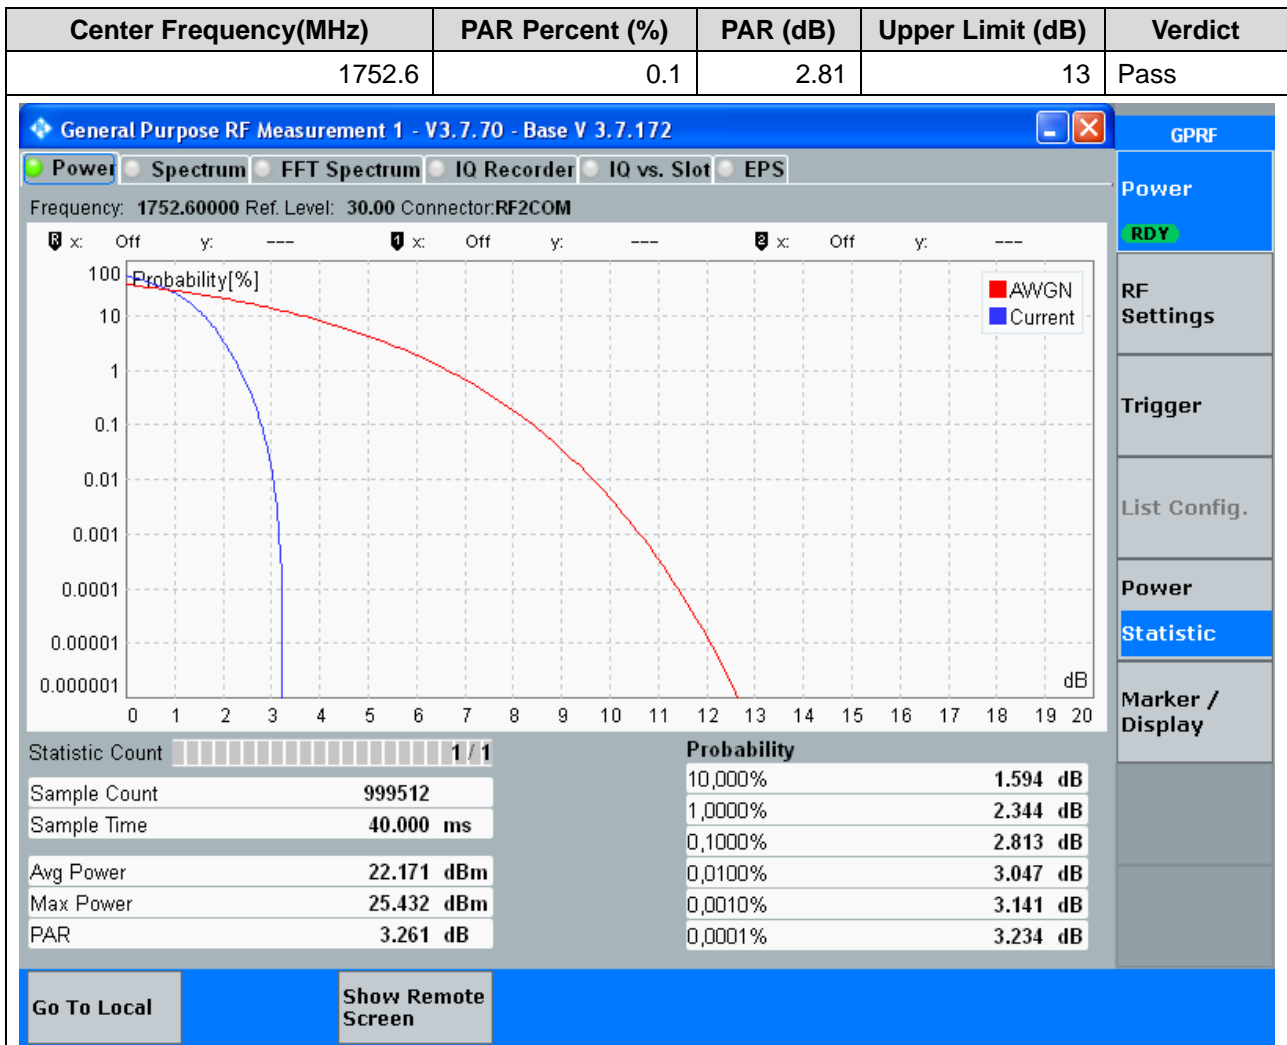 Center Frequency(MHz) PAR Percent (%) PAR (dB) Upper Limit (dB) Verdict
1752.6 0.1 2.81 13 Pass
General Purpose RF Measurement 1 - V3.7.70 - Base V 3.7.172
GPRF
Power Spectrum FFT Spectrum IQ Recorder IQ vs. Slot EPS
Frequency: 1752.60000 Ref. Level: 30.00 Connector:RF2COM
R x: Off y: --- 1 x: Off y: --- 2 x: Off y: ---
Probability[%]
AWGN
Current
100
10
1
0.1
0.01
0.001
0.0001
0.00001
0.000001
dB
0 1 2 3 4 5 6 7 8 9 10 11 12 13 14 15 16 17 18 19 20
Statistic Count 1 / 1
Sample Count 999512
Sample Time 40.000 ms
Avg Power 22.171 dBm
Max Power 25.432 dBm
PAR 3.261 dB
Probability
10,000% 1.594 dB
1,0000% 2.344 dB
0,1000% 2.813 dB
0,0100% 3.047 dB
0,0010% 3.141 dB
0,0001% 3.234 dB
Power
RDY
RF
Settings
Trigger
List Config.
Power
Statistic
Marker /
Display
Go To Local
Show Remote
Screen